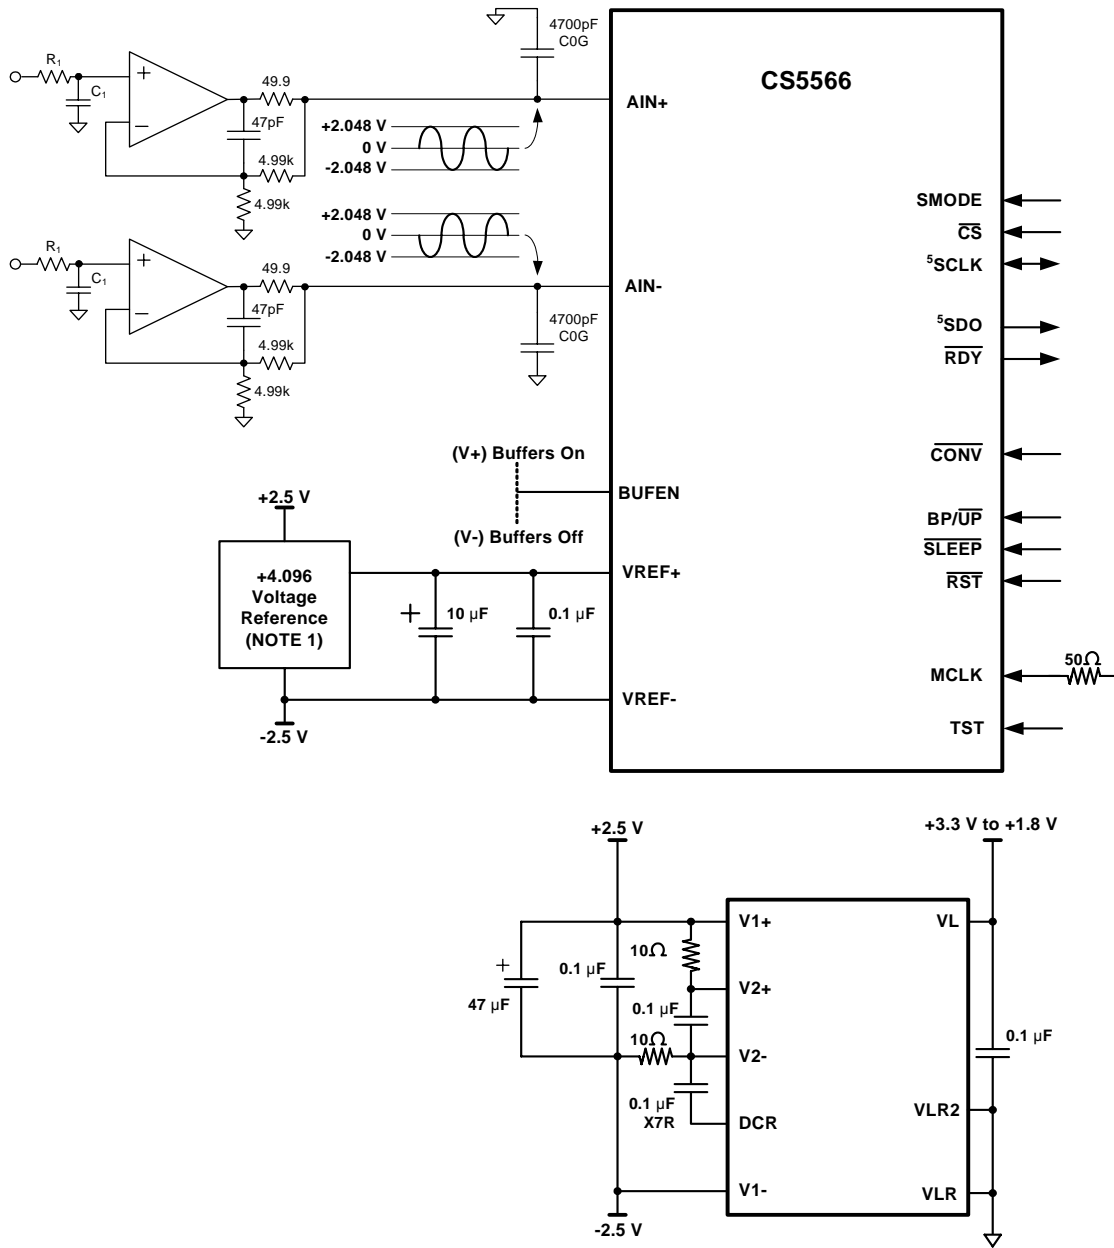 CS5566
4700pF
C0G
R1
C1
49.9
47pF
4.99k
4.99k
+2.048 V
0 V
-2.048 V
AIN+
+2.048 V
0 V
-2.048 V
R1
C1
49.9
47pF
4.99k
4.99k
4700pF
C0G
AIN-
SMODE
CS
5SCLK
5SDO
RDY
CONV
BP/UP
SLEEP
RST
MCLK
50Ω
TST
(V+) Buffers On
BUFEN
(V-) Buffers Off
+2.5 V
+4.096
Voltage
Reference
(NOTE 1)
-2.5 V
10 µF
0.1 µF
VREF+
VREF-
+2.5 V
+3.3 V to +1.8 V
V1+
VL
10Ω
+
47 µF
0.1 µF
V2+
0.1 µF
10Ω
V2-
0.1 µF
X7R
DCR
V1-
-2.5 V
0.1 µF
VLR2
VLR